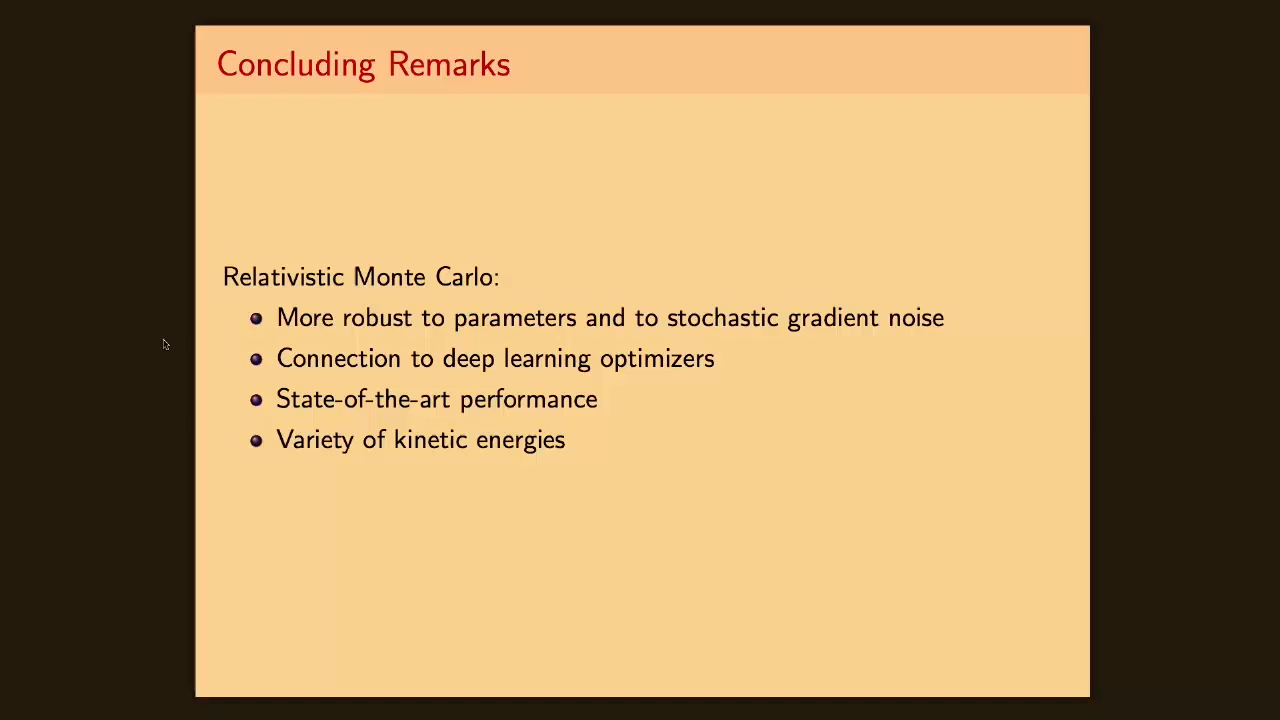 Concluding Remarks
Relativistic Monte Carlo:
More robust to parameters and to stochastic gradient noise
Connection to deep learning optimizers
State-of-the-art performance
Variety of kinetic energies